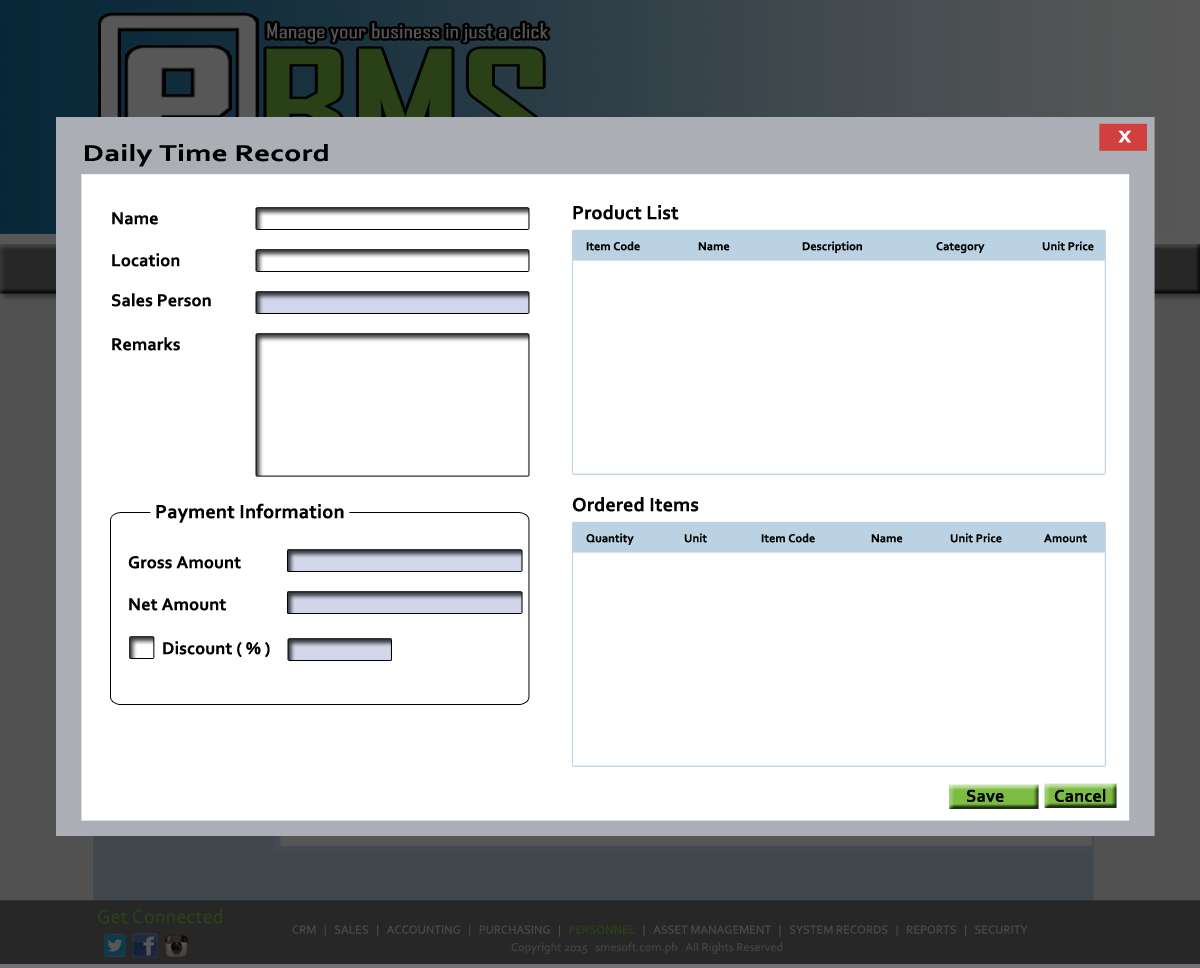 Manage your business in just a click
eBMS
Daily Time Record
X
Name
Location
Sales Person
Remarks
Payment Information
Gross Amount
Net Amount
Discount ( % )
Product List
Item Code Name Description Category Unit Price
Ordered Items
Quantity Unit Item Code Name Unit Price Amount
Save Cancel
Get Connected
CRM | SALES | ACCOUNTING | PURCHASING | PERSONNEL | ASSET MANAGEMENT | SYSTEM RECORDS | REPORTS | SECURITY
Copyright 2015 smesoft.com.ph All Rights Reserved